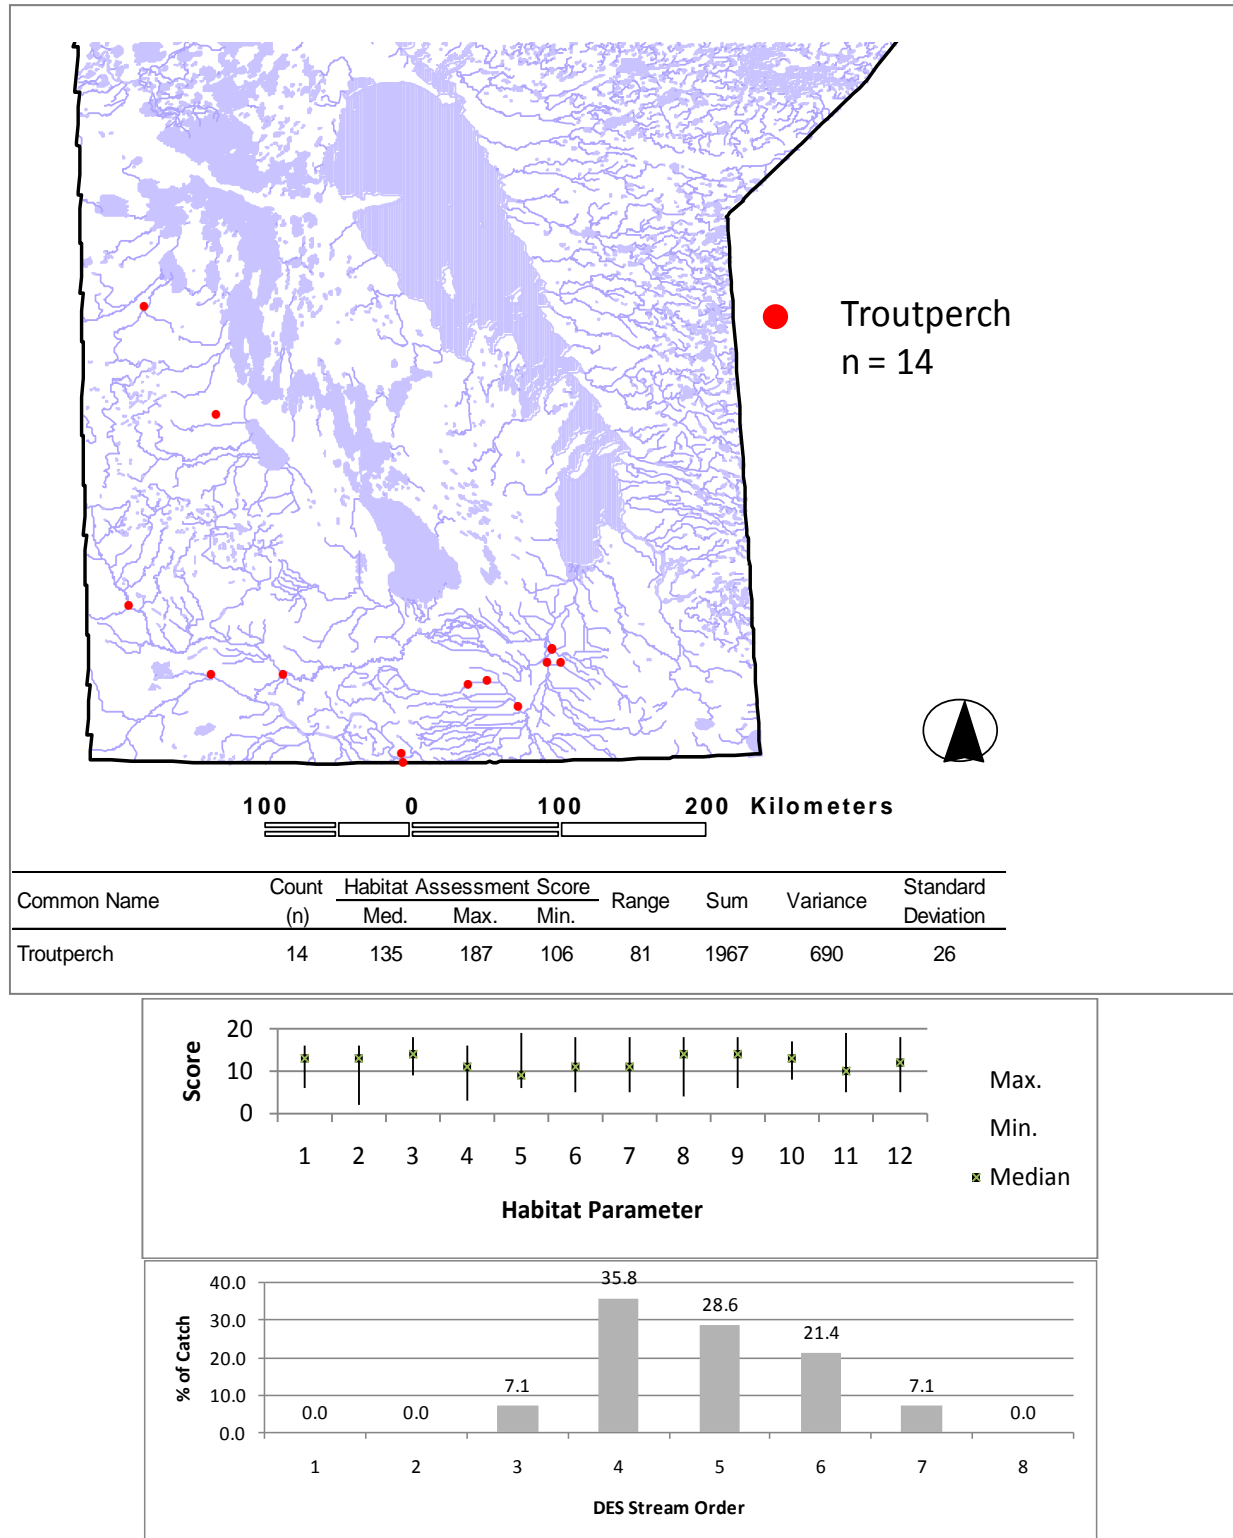 Troutperch
n = 14
100 0 100 200 Kilometers
Common Name Count (n) Habitat Assessment Score Med. Max. Min. Range Sum Variance Standard Deviation
Troutperch 14 135 187 106 81 1967 690 26
Score
20
10
0
1 2 3 4 5 6 7 8 9 10 11 12
Habitat Parameter
Max.
Min.
Median
% of Catch
40.0
30.0
20.0
10.0
0.0
0.0 0.0 7.1 35.8 28.6 21.4 7.1 0.0
1 2 3 4 5 6 7 8
DES Stream Order